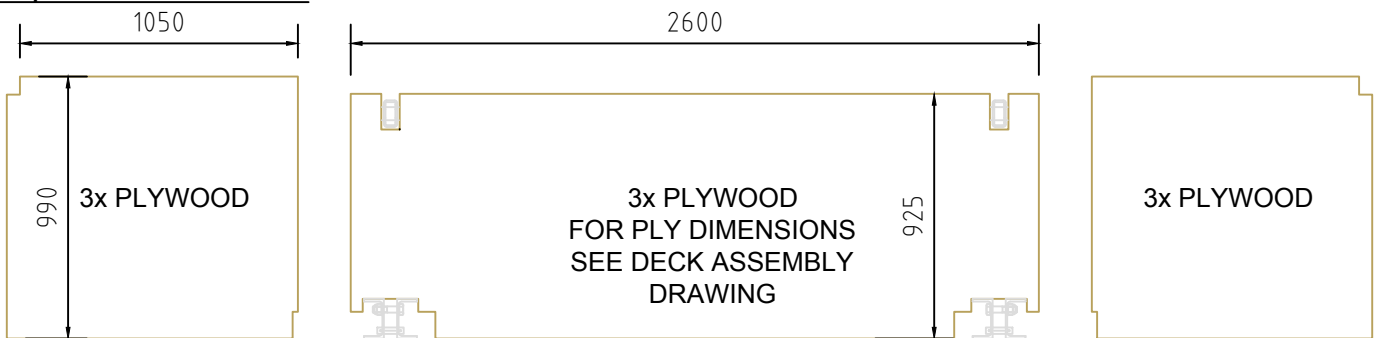 1050
2600
990
3x PLYWOOD
3x PLYWOOD
FOR PLY DIMENSIONS
SEE DECK ASSEMBLY
DRAWING
925
3x PLYWOOD